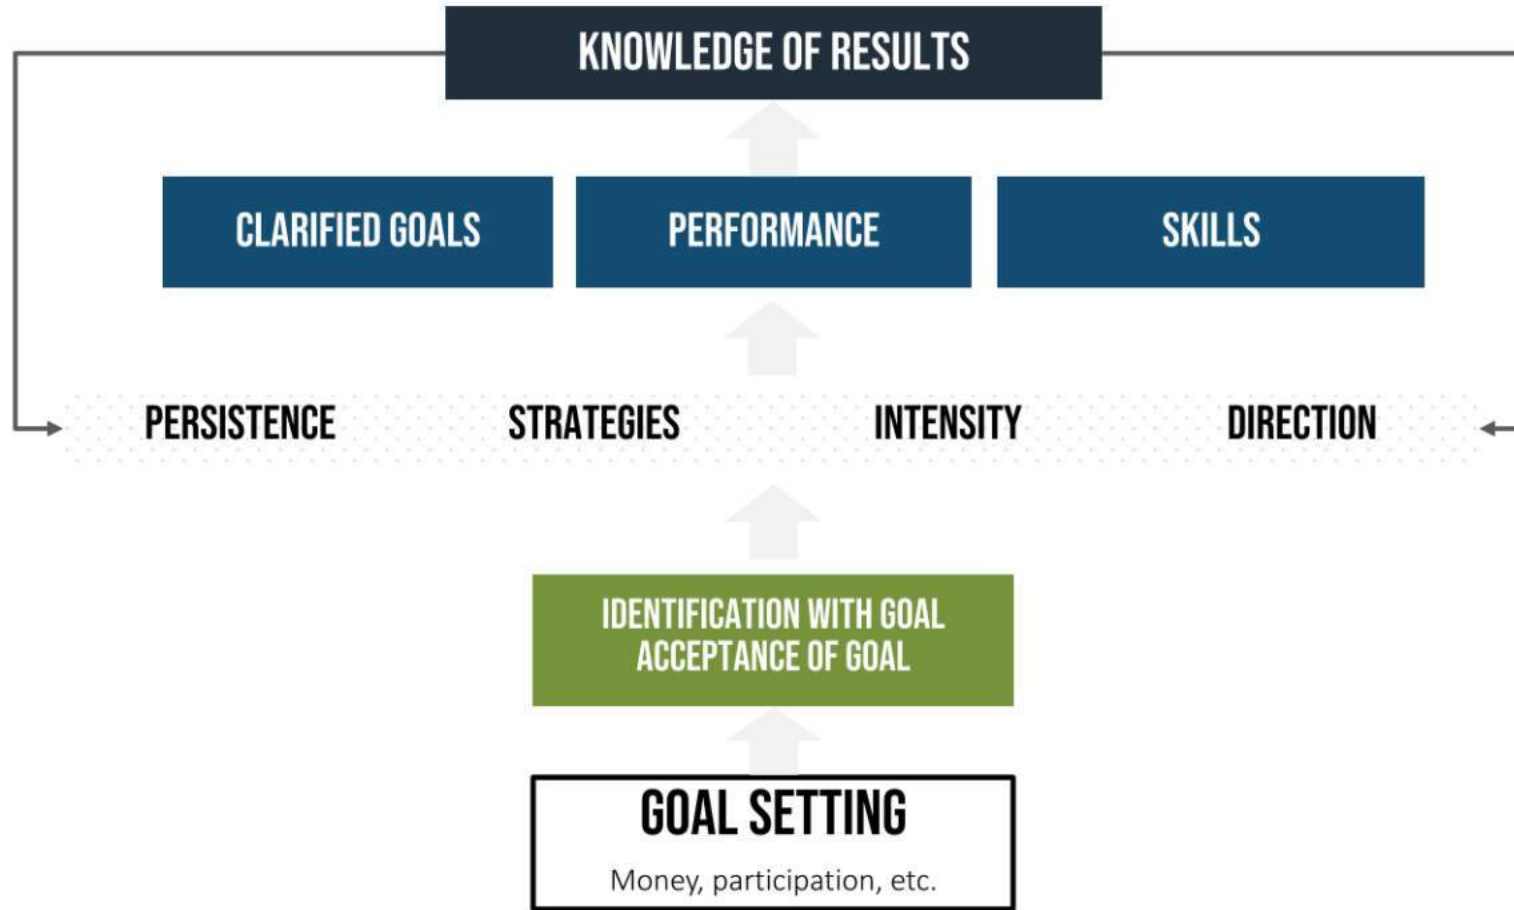 KNOWLEDGE OF RESULTS
CLARIFIED GOALS
PERFORMANCE
SKILLS
PERSISTENCE
STRATEGIES
INTENSITY
DIRECTION
IDENTIFICATION WITH GOAL
ACCEPTANCE OF GOAL
GOAL SETTING
Money, participation, etc.